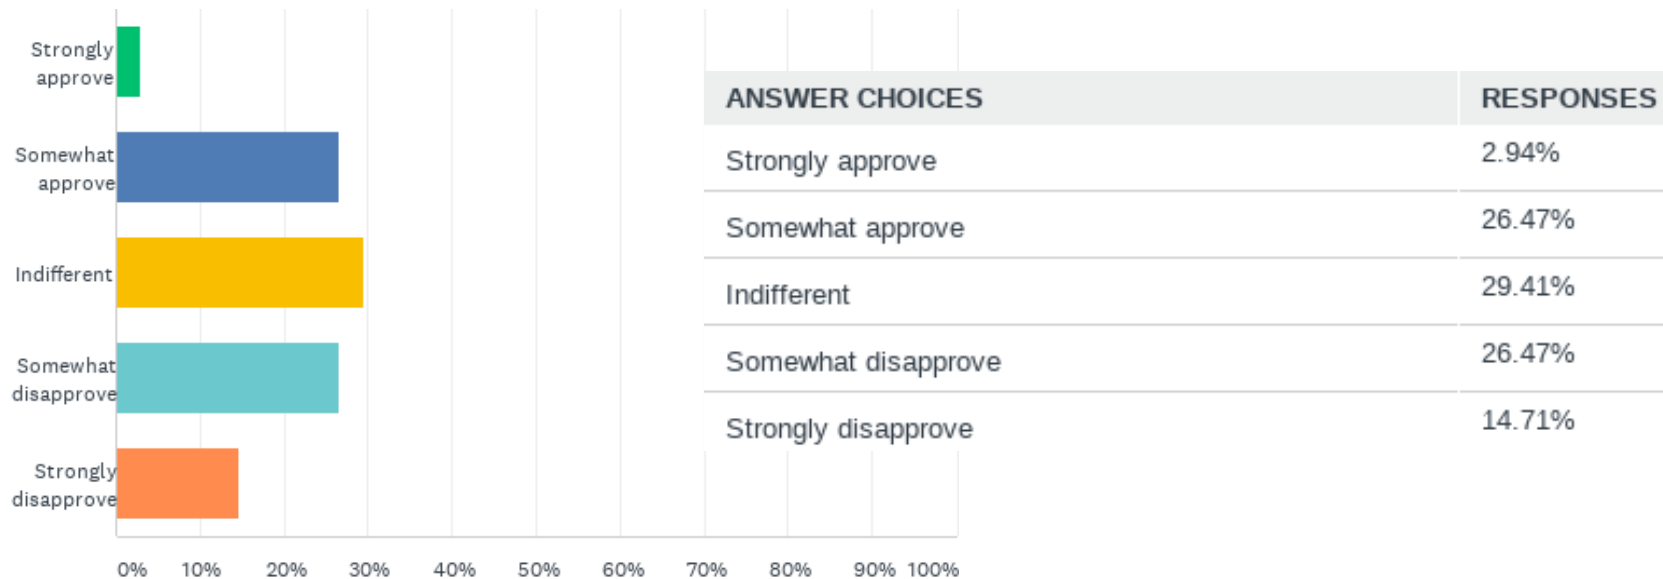 Strongly
approve
Somewhat
approve
Indifferent
Somewhat
disapprove
Strongly
disapprove
0% 10% 20% 30% 40% 50% 60% 70% 80% 90% 100%
ANSWER CHOICES RESPONSES
Strongly approve 2.94%
Somewhat approve 26.47%
Indifferent 29.41%
Somewhat disapprove 26.47%
Strongly disapprove 14.71%